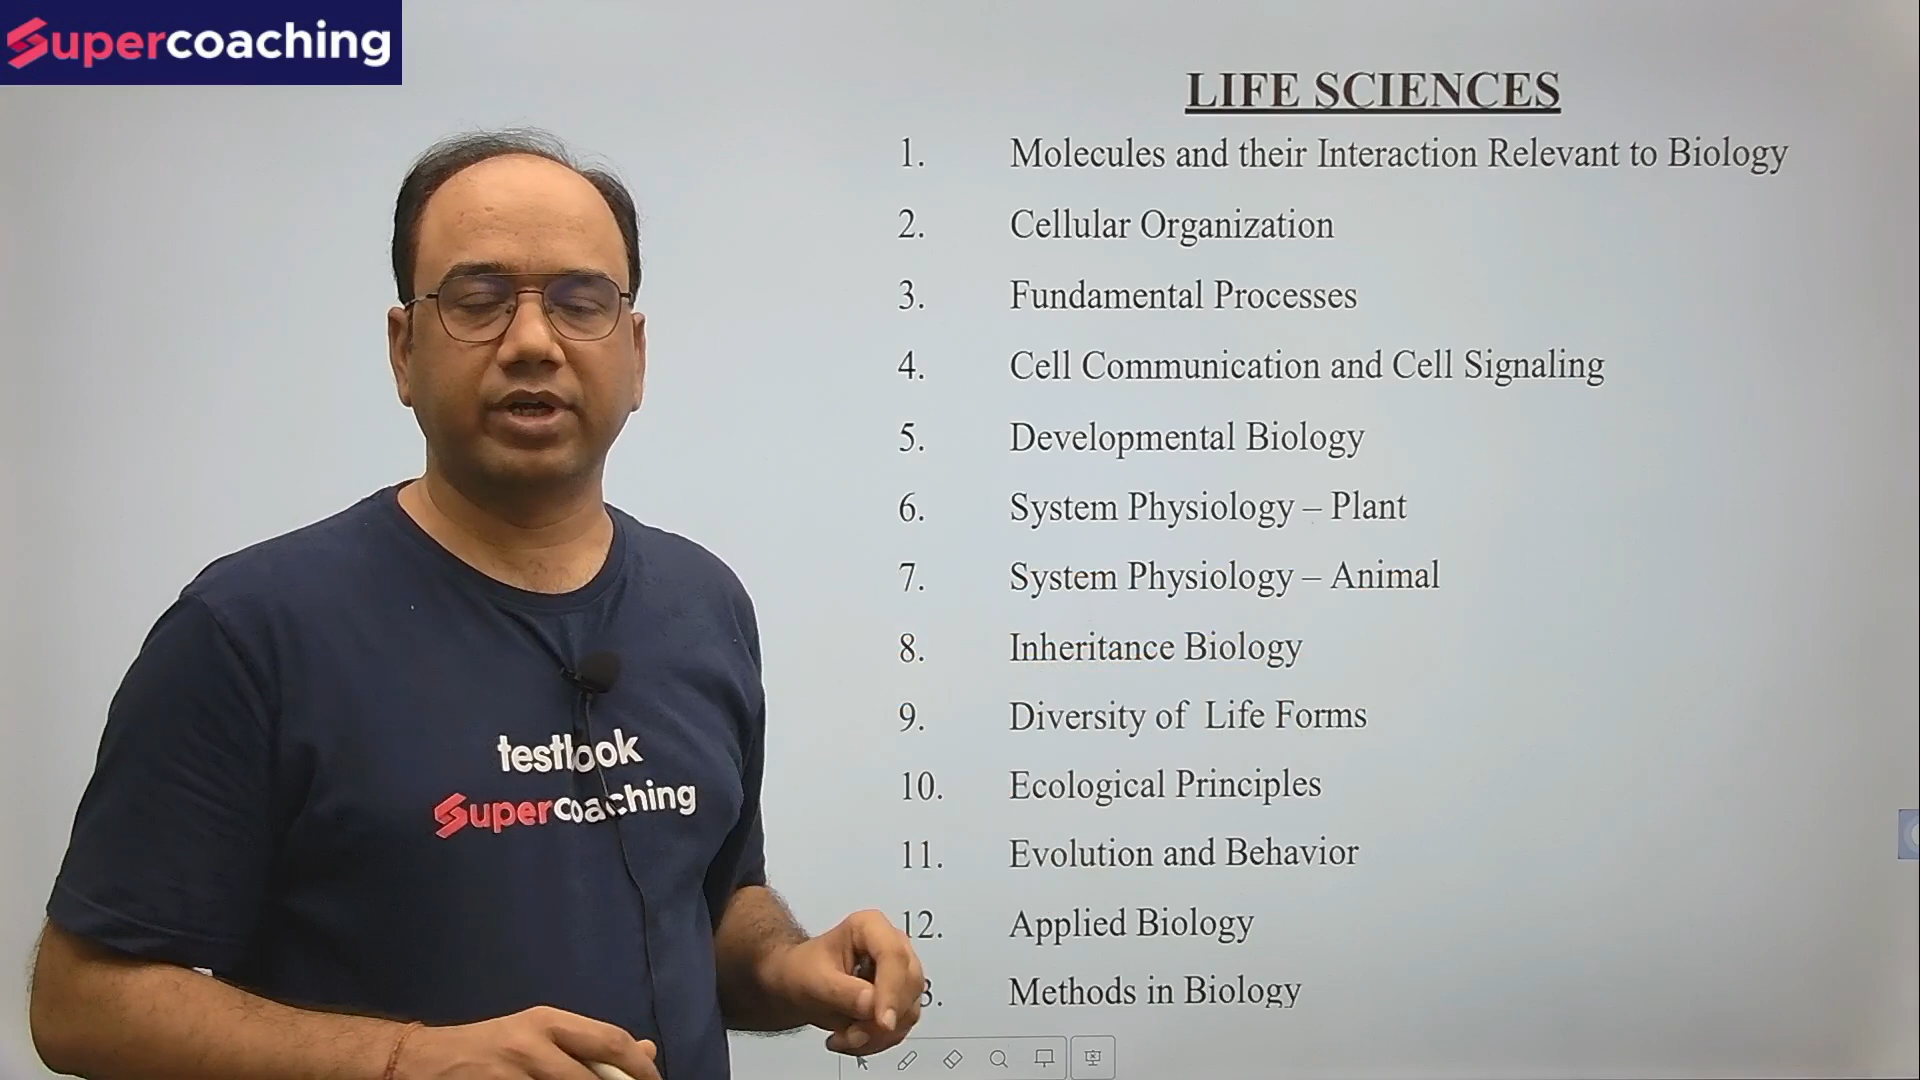 Supercoaching
LIFE SCIENCES
1. Molecules and their Interaction Relevant to Biology
2. Cellular Organization
3. Fundamental Processes
4. Cell Communication and Cell Signaling
5. Developmental Biology
6. System Physiology – Plant
7. System Physiology – Animal
8. Inheritance Biology
9. Diversity of Life Forms
10. Ecological Principles
11. Evolution and Behavior
12. Applied Biology
3. Methods in Biology
testbook
Supercoaching